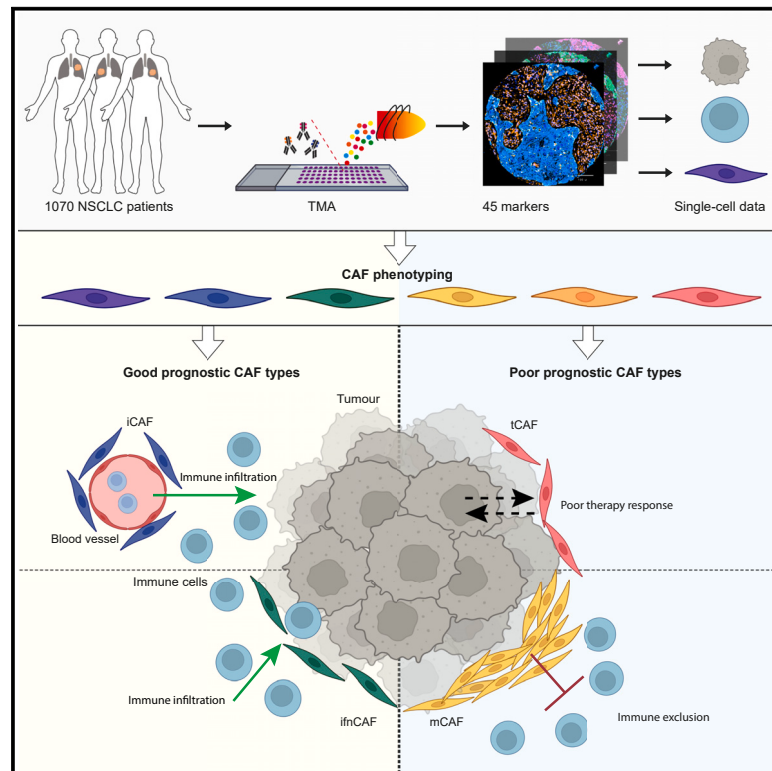 1070 NSCLC patients
TMA
45 markers
Single-cell data
CAF phenotyping
Good prognostic CAF types
Poor prognostic CAF types
Tumour
iCAF
tCAF
Immune infiltration
Poor therapy response
Blood vessel
Immune cells
Immune infiltration
ifnCAF
mCAF
Immune exclusion